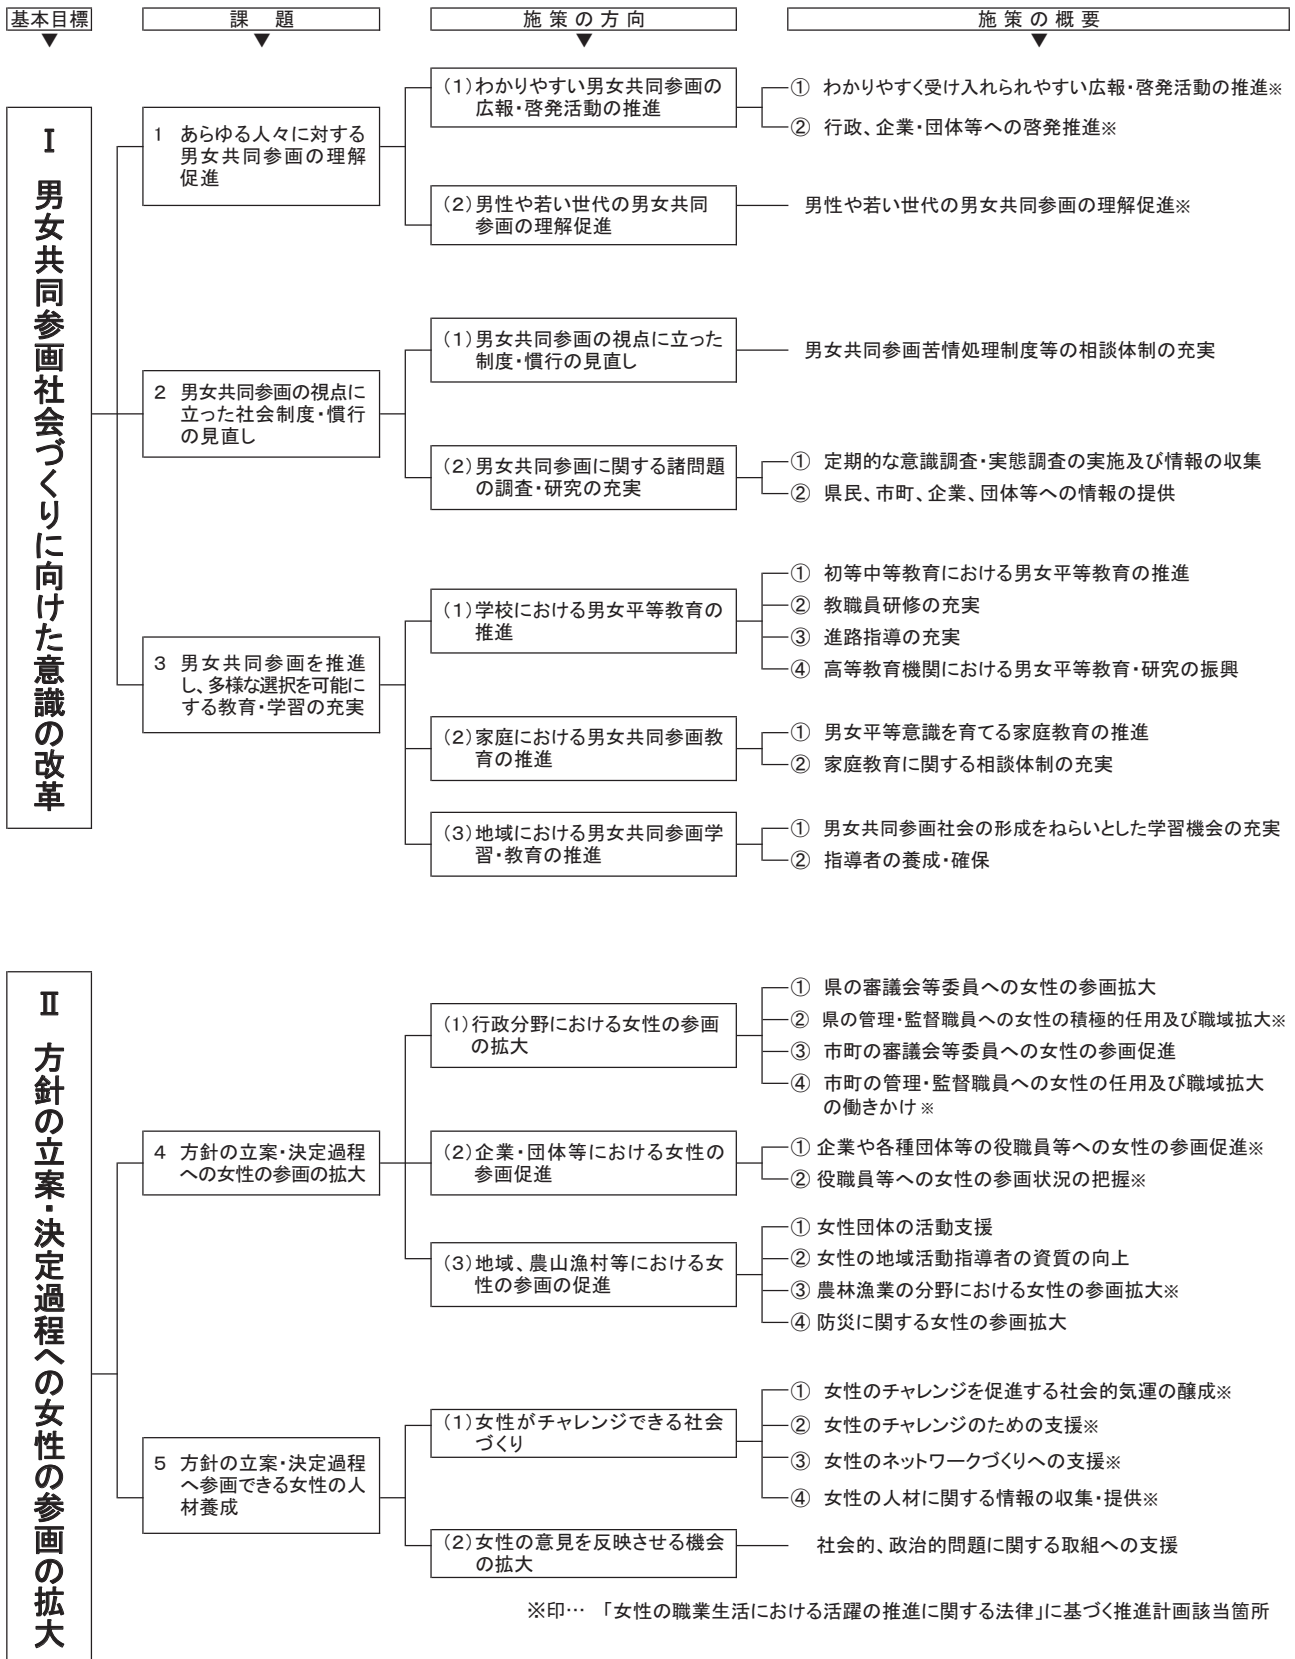 基本目標
課題
施策の方向
施策の概要
▼
▼
▼
▼
Ⅰ 男女共同参画社会づくりに向けた意識の改革
1 あらゆる人々に対する
男女共同参画の理解
促進
(1)わかりやすい男女共同参画の
広報・啓発活動の推進
① わかりやすく受け入れられやすい広報・啓発活動の推進※
② 行政、企業・団体等への啓発推進※
(2)男性や若い世代の男女共同
参画の理解促進
男性や若い世代の男女共同参画の理解促進※
2 男女共同参画の視点に
立った社会制度・慣行
の見直し
(1)男女共同参画の視点に立った
制度・慣行の見直し
男女共同参画苦情処理制度等の相談体制の充実
(2)男女共同参画に関する諸問題
の調査・研究の充実
① 定期的な意識調査・実態調査の実施及び情報の収集
② 県民、市町、企業、団体等への情報の提供
3 男女共同参画を推進
し、多様な選択を可能に
する教育・学習の充実
(1)学校における男女平等教育の
推進
① 初等中等教育における男女平等教育の推進
② 教職員研修の充実
③ 進路指導の充実
④ 高等教育機関における男女平等教育・研究の振興
(2)家庭における男女共同参画教
育の推進
① 男女平等意識を育てる家庭教育の推進
② 家庭教育に関する相談体制の充実
(3)地域における男女共同参画学
習・教育の推進
① 男女共同参画社会の形成をねらいとした学習機会の充実
② 指導者の養成・確保
Ⅱ 方針の立案・決定過程への女性の参画の拡大
4 方針の立案・決定過程
への女性の参画の拡大
(1)行政分野における女性の参画
の拡大
① 県の審議会等委員への女性の参画拡大
② 県の管理・監督職員への女性の積極的任用及び職域拡大※
③ 市町の審議会等委員への女性の参画促進
④ 市町の管理・監督職員への女性の任用及び職域拡大
の働きかけ※
(2)企業・団体等における女性の
参画促進
① 企業や各種団体等の役職員等への女性の参画促進※
② 役職員等への女性の参画状況の把握※
(3)地域、農山漁村等における女
性の参画の促進
① 女性団体の活動支援
② 女性の地域活動指導者の資質の向上
③ 農林漁業の分野における女性の参画拡大※
④ 防災に関する女性の参画拡大
5 方針の立案・決定過程
へ参画できる女性の人
材養成
(1)女性がチャレンジできる社会
づくり
① 女性のチャレンジを促進する社会的気運の醸成※
② 女性のチャレンジのための支援※
③ 女性のネットワークづくりへの支援※
④ 女性の人材に関する情報の収集・提供※
(2)女性の意見を反映させる機会
の拡大
社会的、政治的問題に関する取組への支援
※印… 「女性の職業生活における活躍の推進に関する法律」に基づく推進計画該当箇所